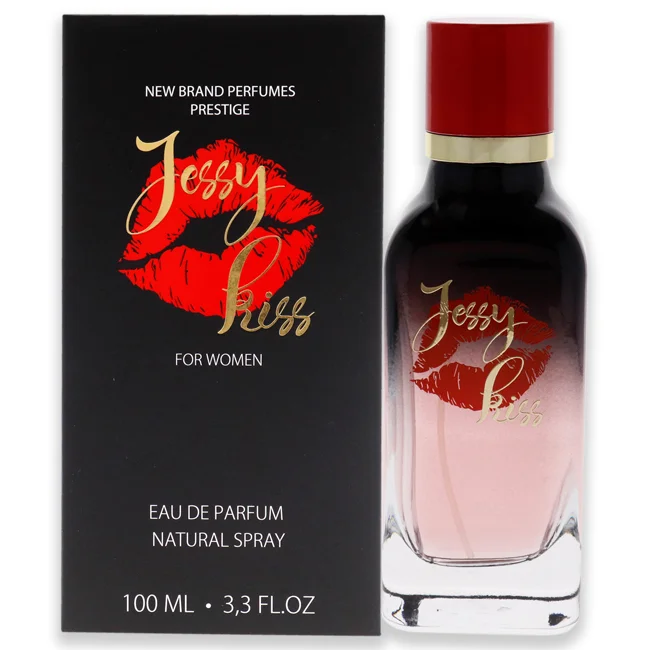 NEW BRAND PERFUMES
PRESTIGE
Jessy
kiss
FOR WOMEN
EAU DE PARFUM
NATURAL SPRAY
100 ML • 3,3 FL.OZ
Jessy
kiss